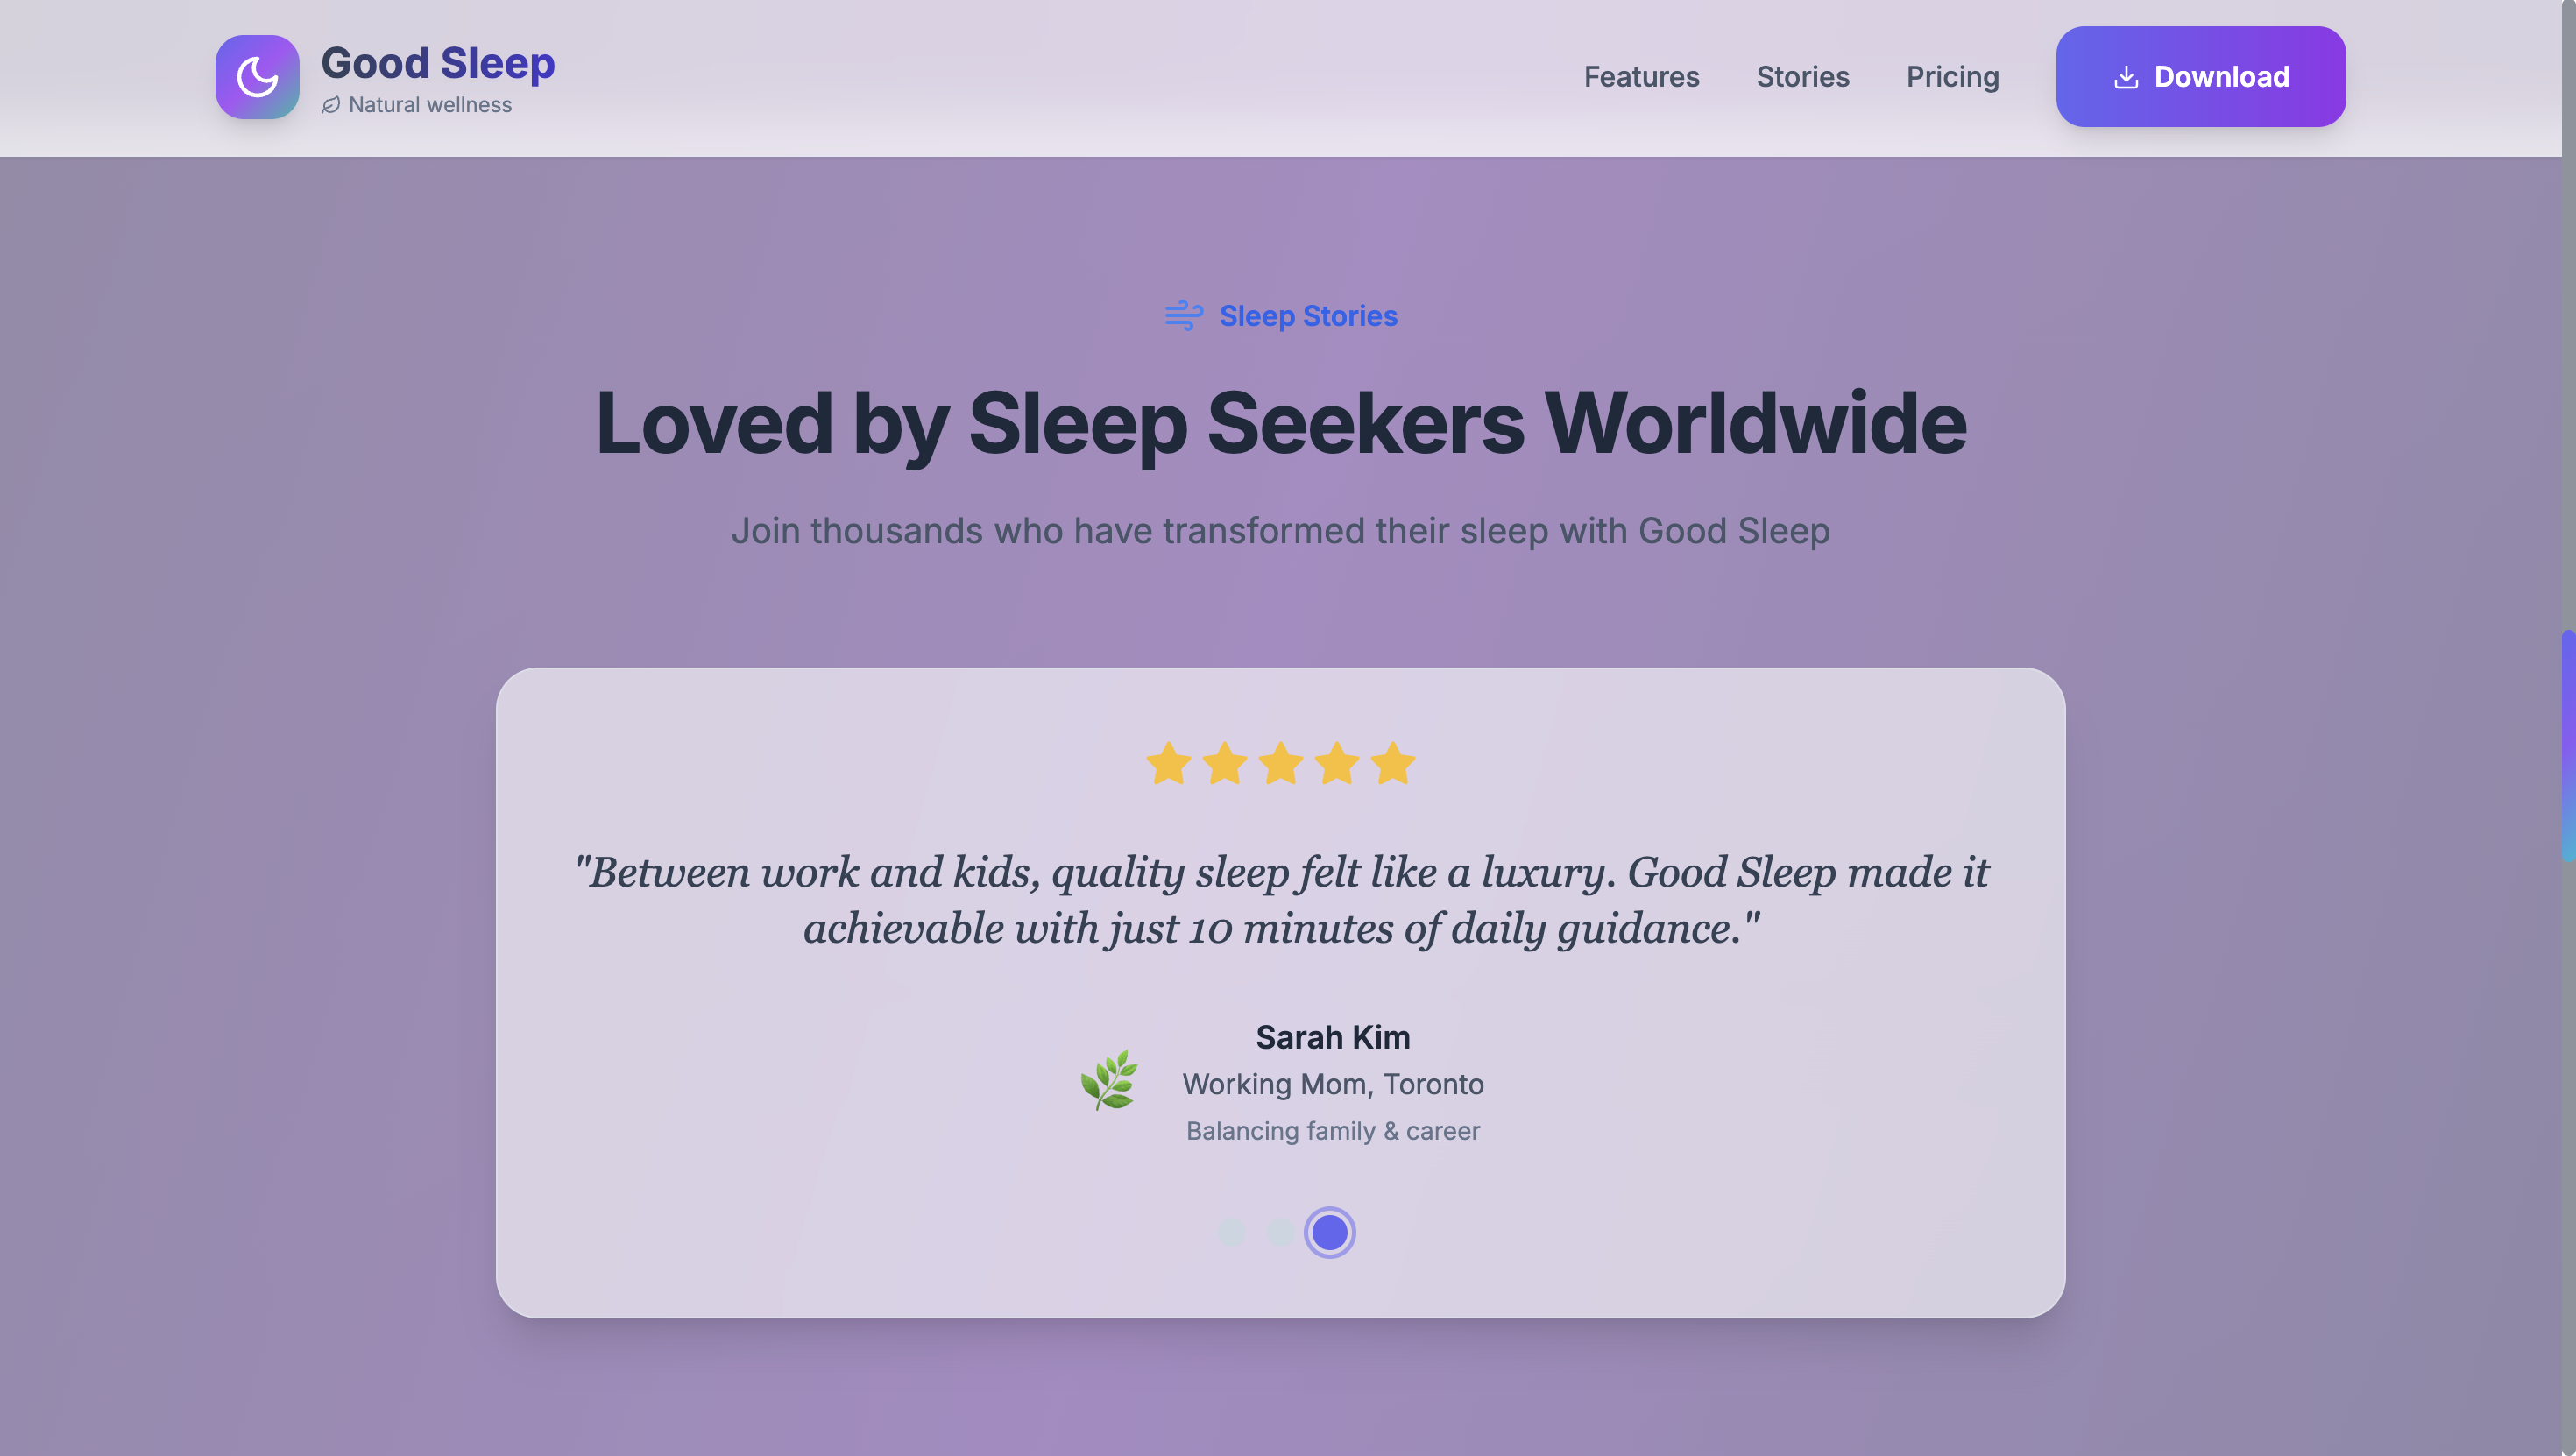 Good Sleep
Natural wellness
Features
Stories
Pricing
Download
Sleep Stories
Loved by Sleep Seekers Worldwide
Join thousands who have transformed their sleep with Good Sleep
"Between work and kids, quality sleep felt like a luxury. Good Sleep made it
achievable with just 10 minutes of daily guidance."
Sarah Kim
Working Mom, Toronto
Balancing family & career